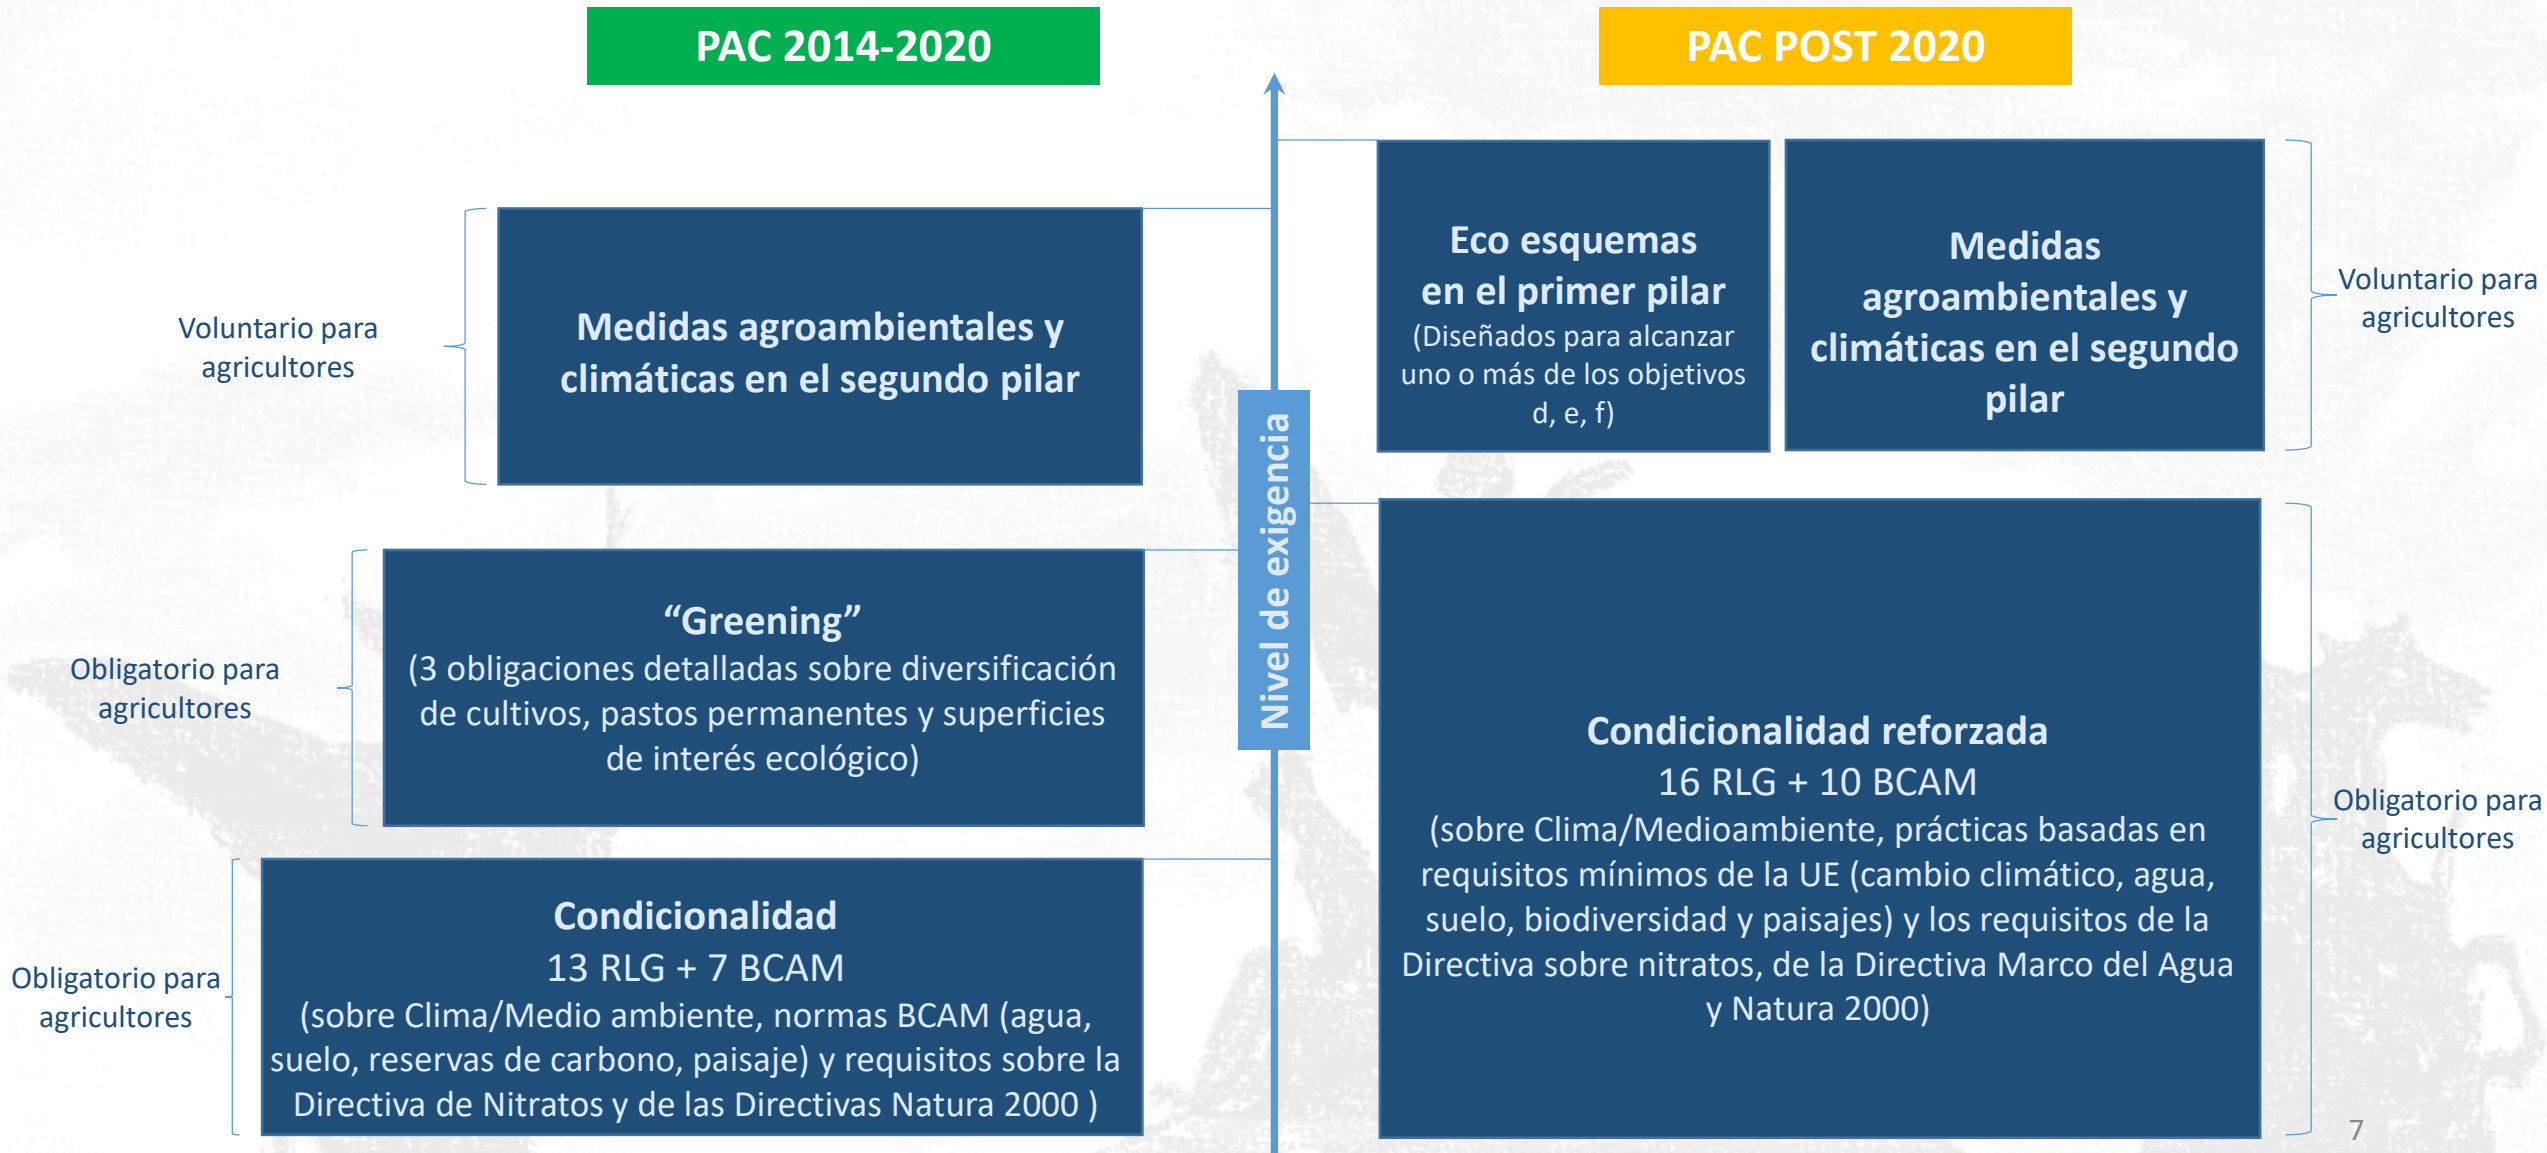 PAC 2014-2020
Voluntario para
agricultores
Medidas agroambientales y
climáticas en el segundo pilar
Obligatorio para
agricultores
“Greening”
(3 obligaciones detalladas sobre diversificación
de cultivos, pastos permanentes y superficies
de interés ecológico)
Obligatorio para
agricultores
Condicionalidad
13 RLG + 7 BCAM
(sobre Clima/Medio ambiente, normas BCAM (agua,
suelo, reservas de carbono, paisaje) y requisitos sobre la
Directiva de Nitratos y de las Directivas Natura 2000 )
Nivel de exigencia
PAC POST 2020
Eco esquemas
en el primer pilar
(Diseñados para alcanzar
uno o más de los objetivos
d, e, f)
Medidas
agroambientales y
climáticas en el segundo
pilar
Voluntario para
agricultores
Condicionalidad reforzada
16 RLG + 10 BCAM
(sobre Clima/Medioambiente, prácticas basadas en
requisitos mínimos de la UE (cambio climático, agua,
suelo, biodiversidad y paisajes) y los requisitos de la
Directiva sobre nitratos, de la Directiva Marco del Agua
y Natura 2000)
Obligatorio para
agricultores
7